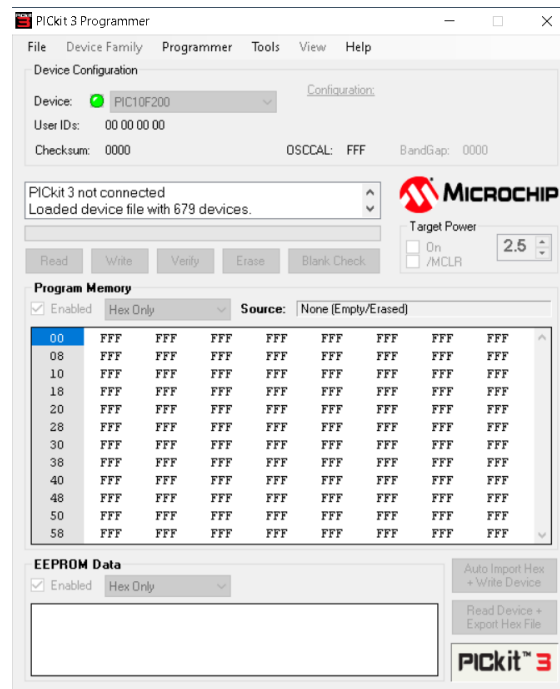 PICkit 3 Programmer
File Device Family Programmer Tools View Help
Device Configuration
Device: PIC10F200 Configuration:
User IDs: 00 00 00 00
Checksum: 0000 OSCCAL: FFF BandGap: 0000
PICkit 3 not connected
Loaded device file with 679 devices.
MICROCHIP
Target Power
On
/MCLR
2.5
Read Write Verify Erase Blank Check
Program Memory
Enabled Hex Only Source: None (Empty/Erased)
00 FFF FFF FFF FFF FFF FFF FFF FFF
08 FFF FFF FFF FFF FFF FFF FFF FFF
10 FFF FFF FFF FFF FFF FFF FFF FFF
18 FFF FFF FFF FFF FFF FFF FFF FFF
20 FFF FFF FFF FFF FFF FFF FFF FFF
28 FFF FFF FFF FFF FFF FFF FFF FFF
30 FFF FFF FFF FFF FFF FFF FFF FFF
38 FFF FFF FFF FFF FFF FFF FFF FFF
40 FFF FFF FFF FFF FFF FFF FFF FFF
48 FFF FFF FFF FFF FFF FFF FFF FFF
50 FFF FFF FFF FFF FFF FFF FFF FFF
58 FFF FFF FFF FFF FFF FFF FFF FFF
EEPROM Data
Enabled Hex Only
Auto Import Hex
+ Write Device
Read Device +
Export Hex File
PICkit™ 3